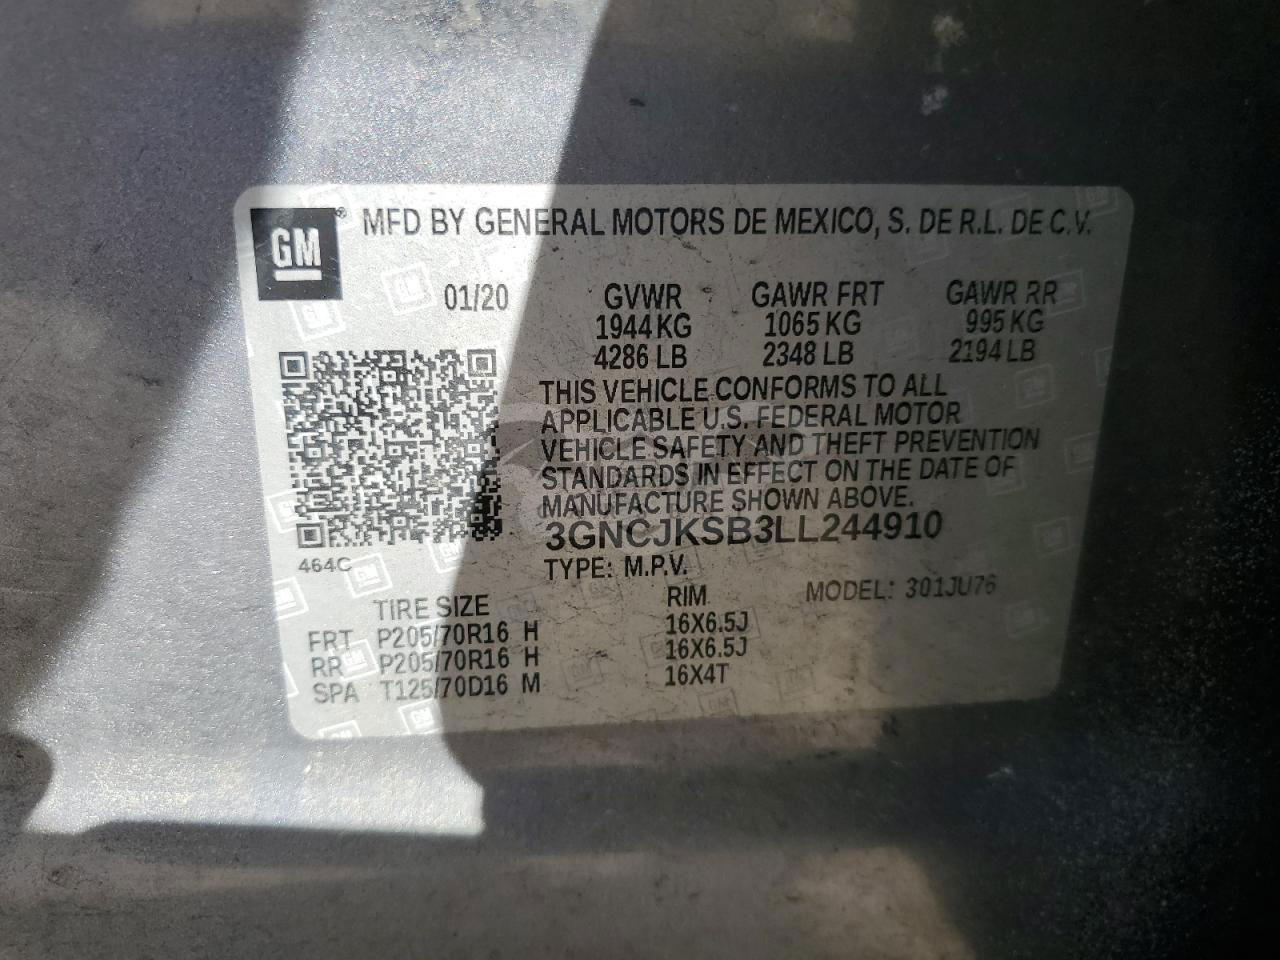 GM ® MFD BY GENERAL MOTORS DE MEXICO, S. DE R.L. DE C.V.
01/20 GVWR GAWR FRT GAWR RR
1944 KG 1065 KG 995 KG
4286 LB 2348 LB 2194 LB
THIS VEHICLE CONFORMS TO ALL
APPLICABLE U.S. FEDERAL MOTOR
VEHICLE SAFETY AND THEFT PREVENTION
STANDARDS IN EFFECT ON THE DATE OF
MANUFACTURE SHOWN ABOVE.
3GNCJKSB3LL244910
464C TYPE: M.P.V. MODEL: 301JU76
TIRE SIZE RIM
FRT P205/70R16 H 16X6.5J
RR P205/70R16 H 16X6.5J
SPA T125/70D16 M 16X4T